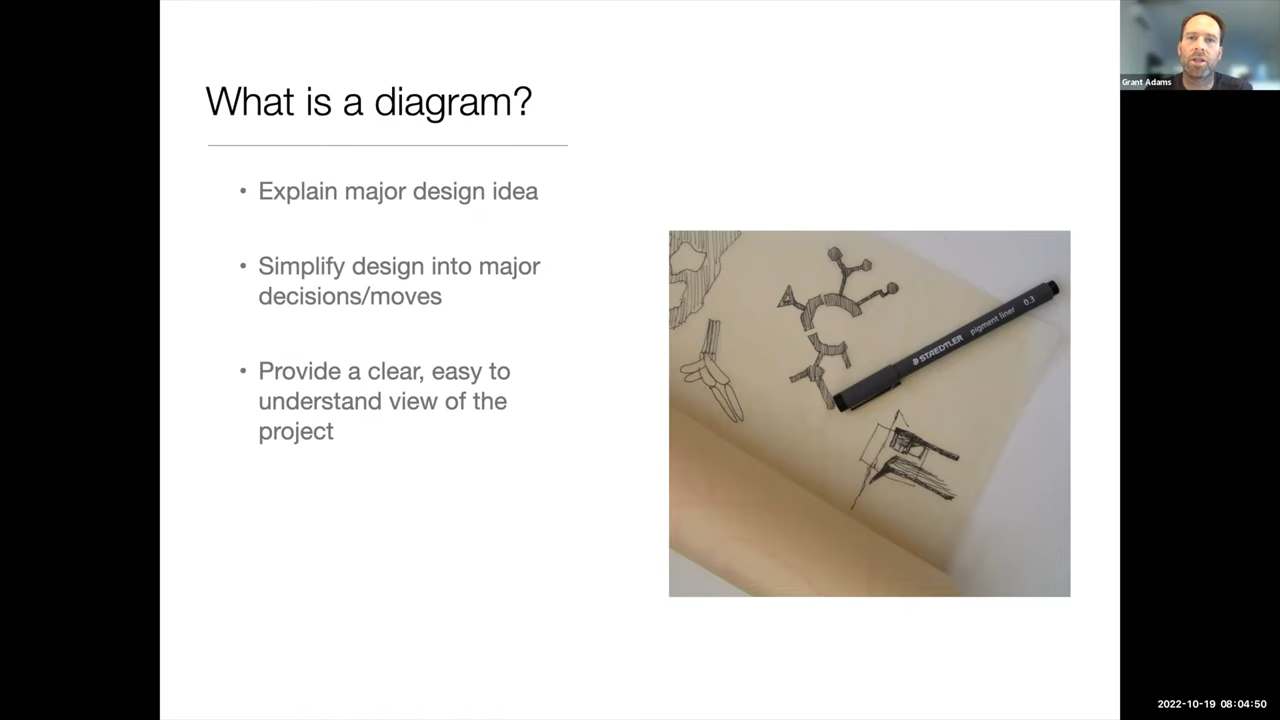 What is a diagram?
• Explain major design idea
• Simplify design into major
decisions/moves
• Provide a clear, easy to
understand view of the
project
STAEDTLER pigment liner 0.3
Grant Adams
2022-10-19 08:04:50